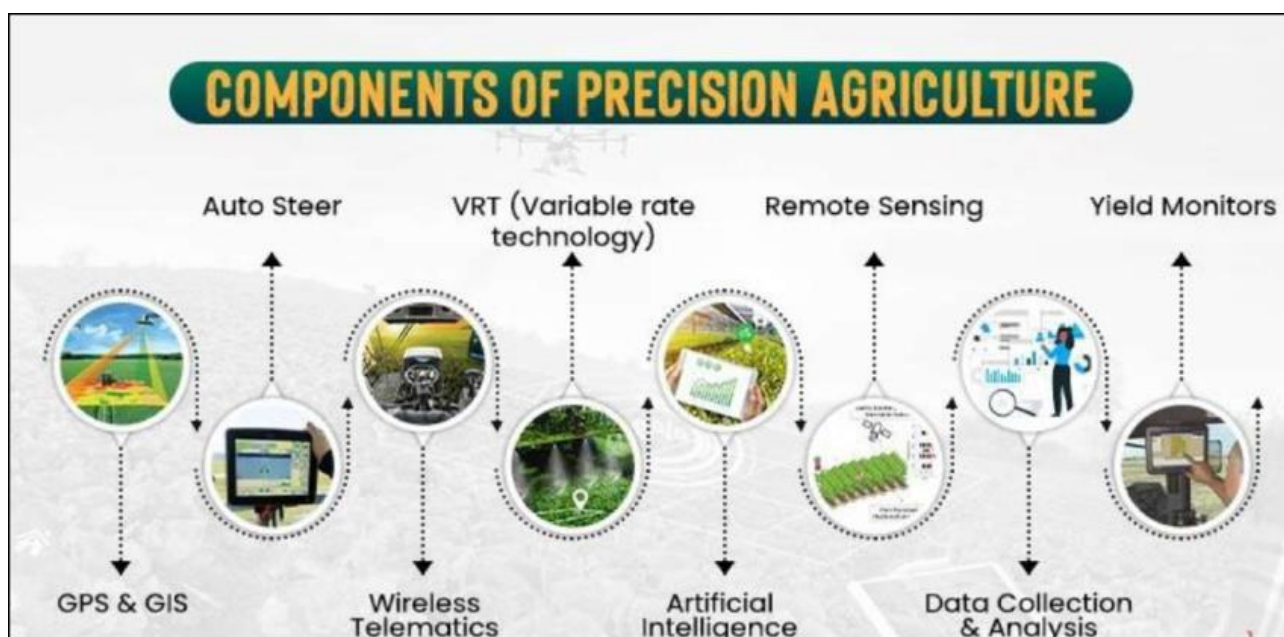 COMPONENTS OF PRECISION AGRICULTURE
Auto Steer
VRT (Variable rate
technology)
Remote Sensing
Yield Monitors
GPS & GIS
Wireless
Telematics
Artificial
Intelligence
Data Collection
& Analysis